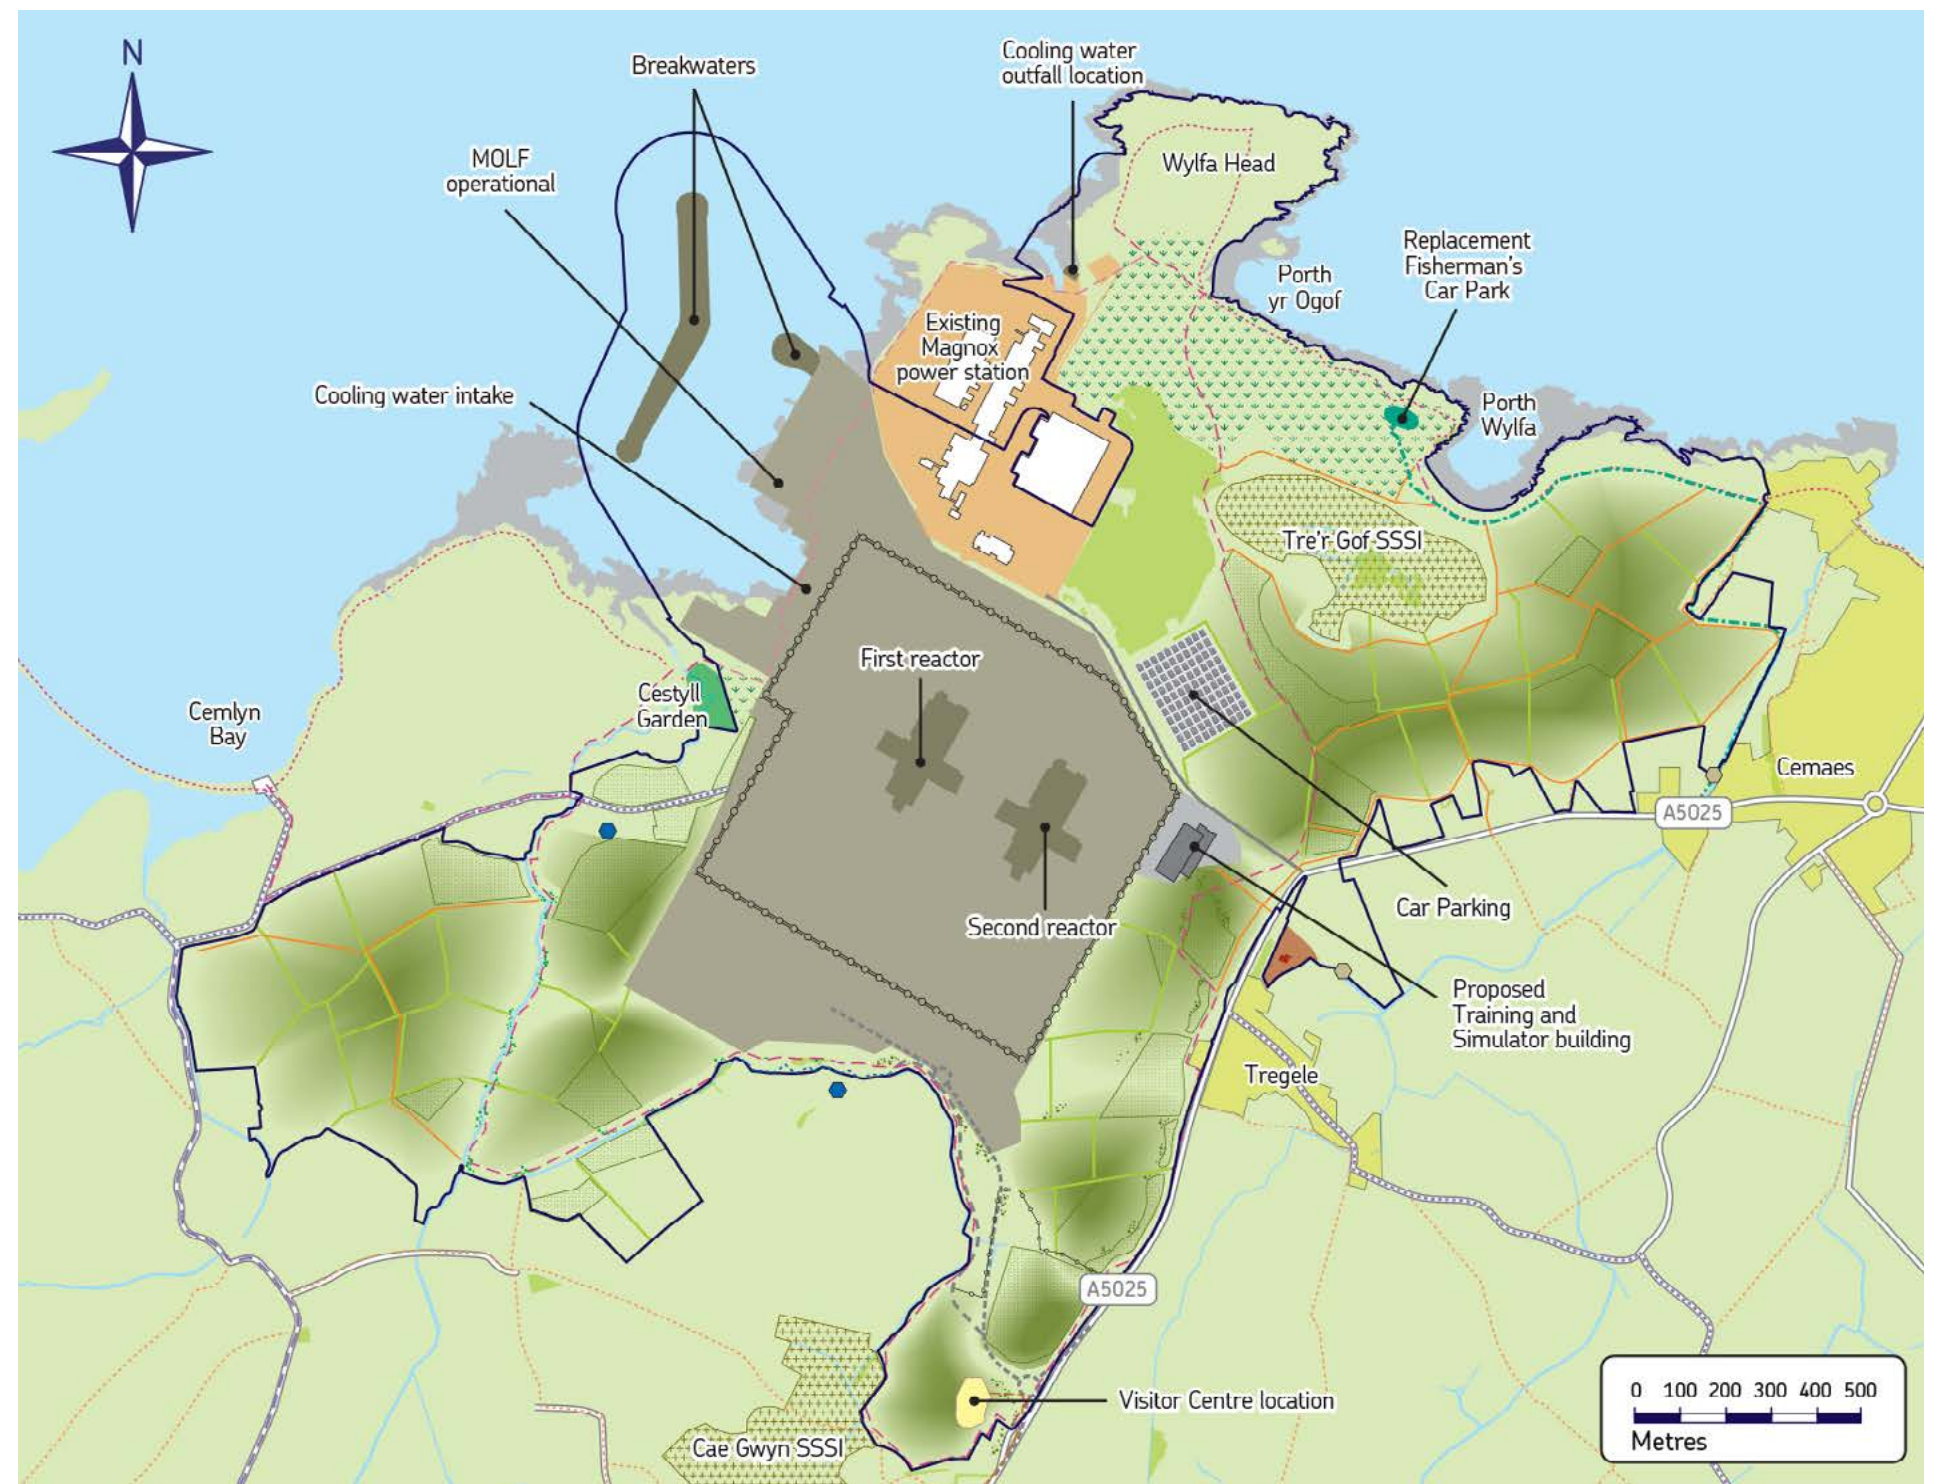 N
Breakwaters
Cooling water
outfall location
MOLF
operational
Wylfa Head
Replacement
Fisherman's
Car Park
Porth
yr Ogof
Existing
Magnox
power station
Cooling water intake
Porth
Wylfa
Tre'r Gof SSSI
First reactor
Cestyll
Garden
Cemlyn
Bay
Cemaes
A5025
Car Parking
Second reactor
Proposed
Training and
Simulator building
Tregele
A5025
Visitor Centre location
Cae Gwyn SSSI
0 100 200 300 400 500
Metres